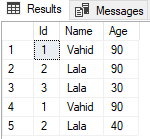 Results Messages
Id Name Age
1 1 Vahid 90
2 2 Lala 90
3 3 Lala 30
4 1 Vahid 90
5 2 Lala 40